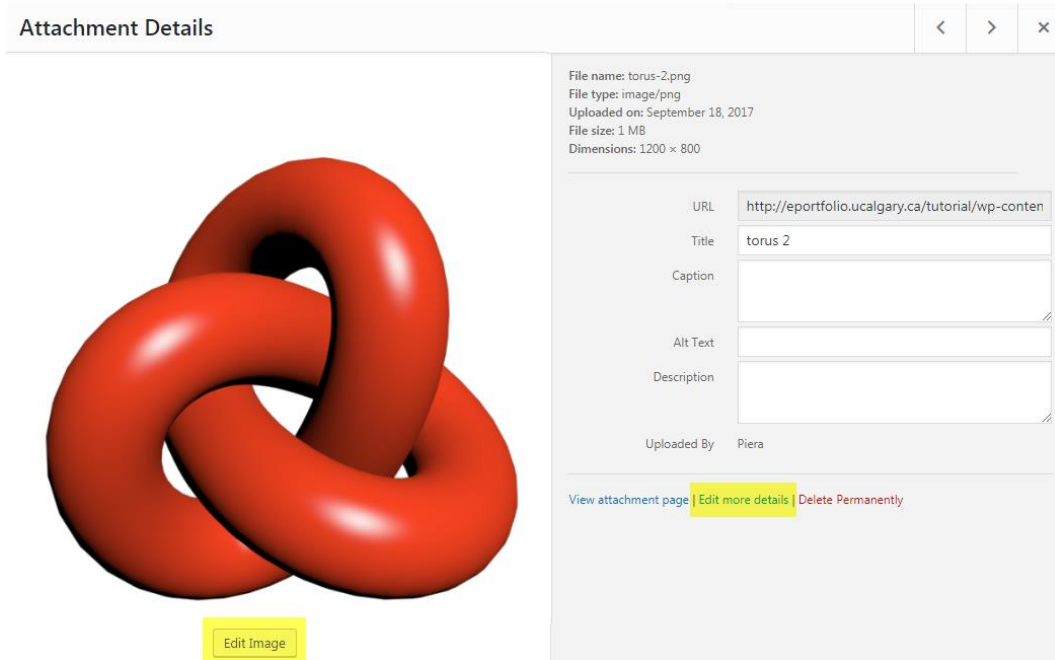 Attachment Details
File name: torus-2.png
File type: image/png
Uploaded on: September 18, 2017
File size: 1 MB
Dimensions: 1200 × 800
URL http://eportfolio.ucalgary.ca/tutorial/wp-conten
Title torus 2
Caption
Alt Text
Description
Uploaded By Piera
View attachment page | Edit more details | Delete Permanently
Edit Image